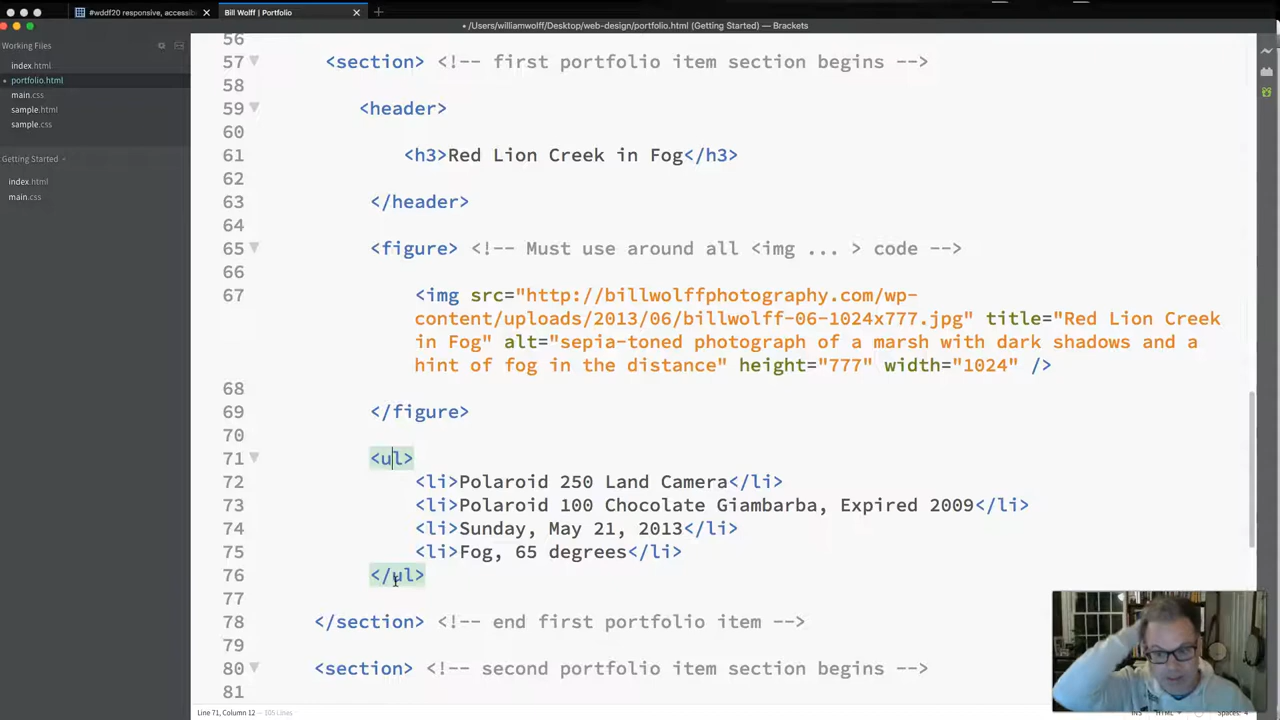 #wddf20 responsive, accessib ×
Bill Wolff | Portfolio ×
• /Users/williamwolff/Desktop/web-design/portfolio.html (Getting Started) — Brackets
Working Files
index.html
portfolio.html
main.css
sample.html
sample.css
Getting Started
index.html
main.css
56
57 <section> <!-- first portfolio item section begins -->
58
59 <header>
60
61 <h3>Red Lion Creek in Fog</h3>
62
63 </header>
64
65 <figure> <!-- Must use around all <img ... > code -->
66
67 <img src="http://billwolffphotography.com/wp-
content/uploads/2013/06/billwolff-06-1024x777.jpg" title="Red Lion Creek
in Fog" alt="sepia-toned photograph of a marsh with dark shadows and a
hint of fog in the distance" height="777" width="1024" />
68
69 </figure>
70
71 <ul>
72 <li>Polaroid 250 Land Camera</li>
73 <li>Polaroid 100 Chocolate Giambarba, Expired 2009</li>
74 <li>Sunday, May 21, 2013</li>
75 <li>Fog, 65 degrees</li>
76 </ul>
77
78 </section> <!-- end first portfolio item -->
79
80 <section> <!-- second portfolio item section begins -->
81
Line 71, Column 12 — 105 Lines